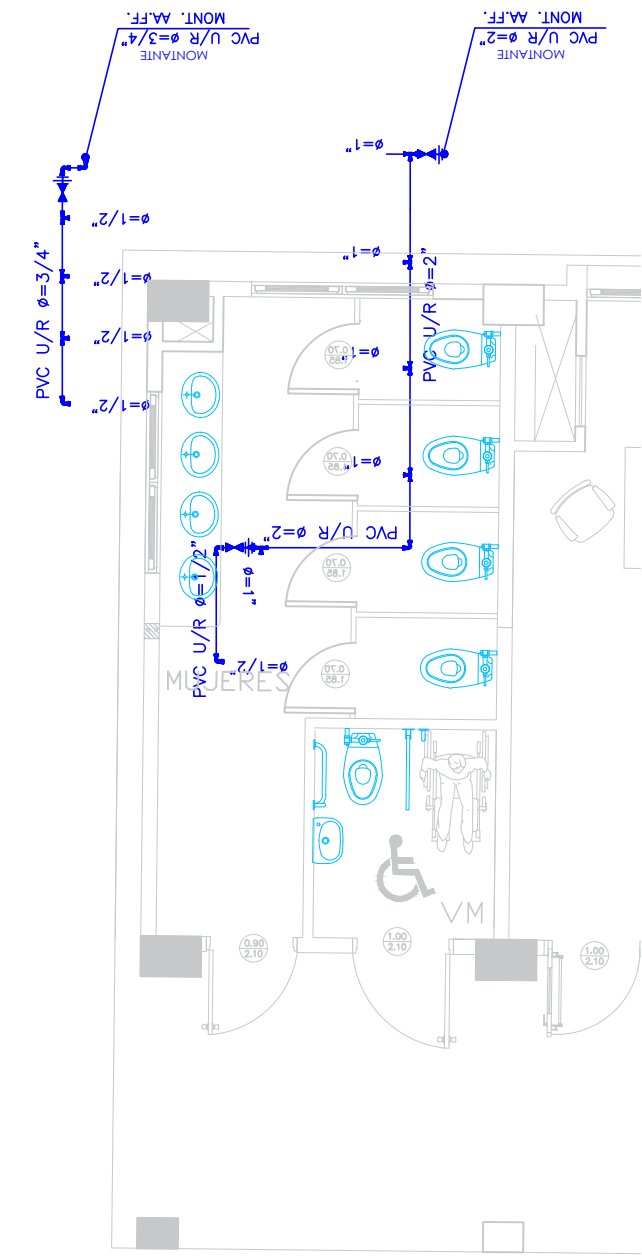 MONT. AA.FF.
PVC U/R ø=3/4"
MONTANTE
MONT. AA.FF.
PVC U/R ø=2"
MONTANTE
ø=1"
ø=1/2"
ø=1"
ø=1/2"
PVC U/R ø=3/4"
PVC U/R ø=2"
ø=1/2"
ø=1"
0.70
1.85
ø=1/2"
ø=1"
0.70
1.85
PVC U/R ø=2"
PVC U/R ø=1/2"
ø=1"
0.70
1.85
ø=1/2"
0.70
1.85
MUJERES
VM
0.90
2.10
1.00
2.10
1.00
2.10